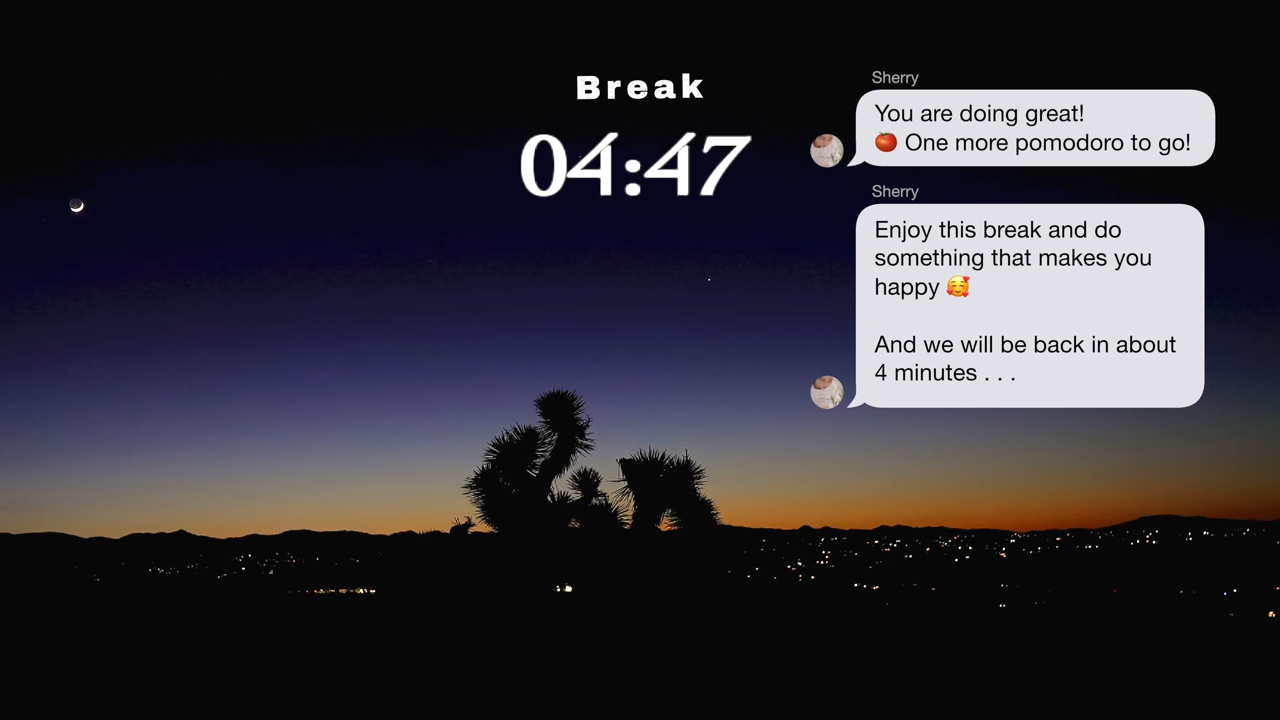 Break
04:47
Sherry
You are doing great!
🍅 One more pomodoro to go!
Sherry
Enjoy this break and do
something that makes you
happy 🥰
And we will be back in about
4 minutes . . .